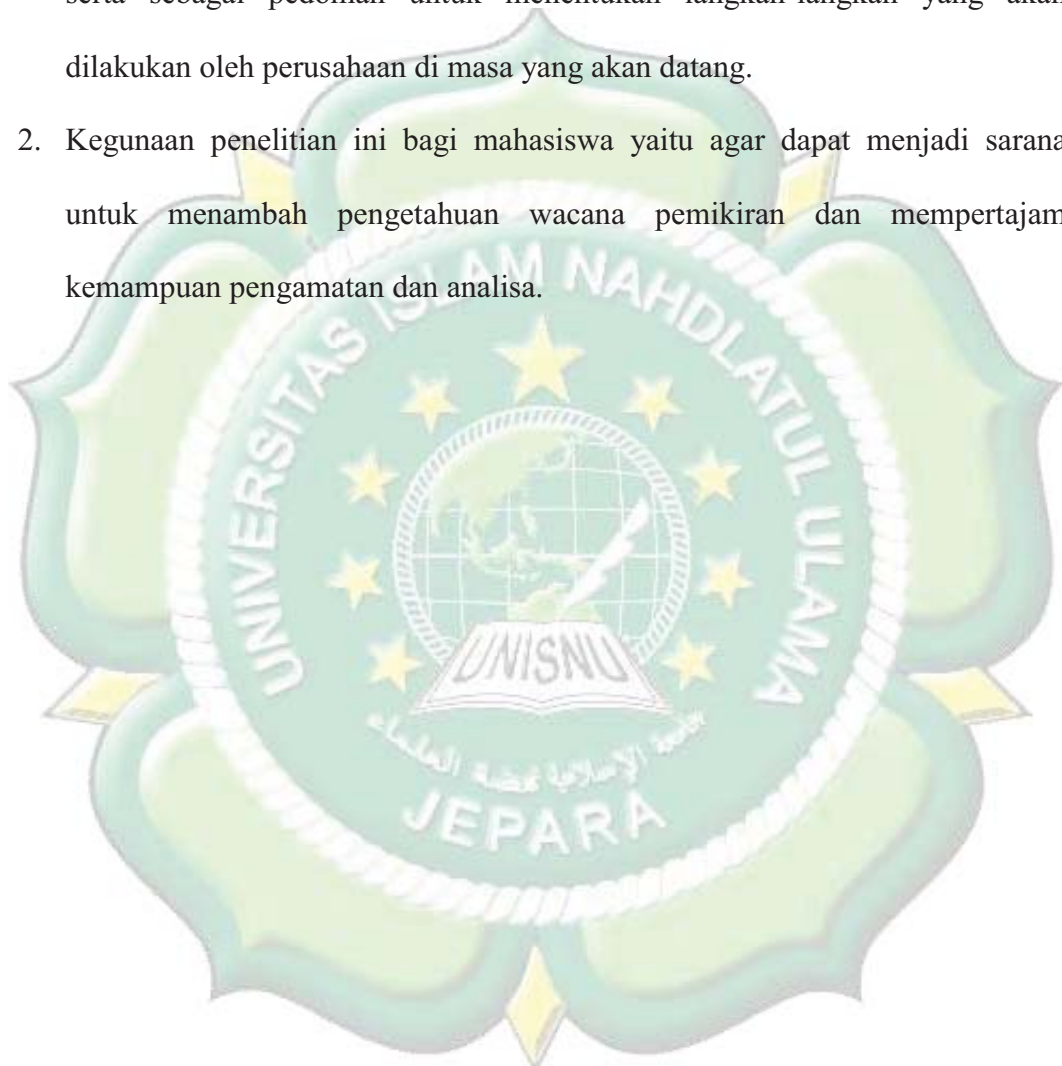 serta sebagai pedoman untuk menentukan langkah-langkah yang akan
dilakukan oleh perusahaan di masa yang akan datang.
2. Kegunaan penelitian ini bagi mahasiswa yaitu agar dapat menjadi sarana
untuk menambah pengetahuan wacana pemikiran dan mempertajam
kemampuan pengamatan dan analisa.
UNIVERSITAS ISLAM NAHDLATUL ULAMA
UNISNU
JEPARA